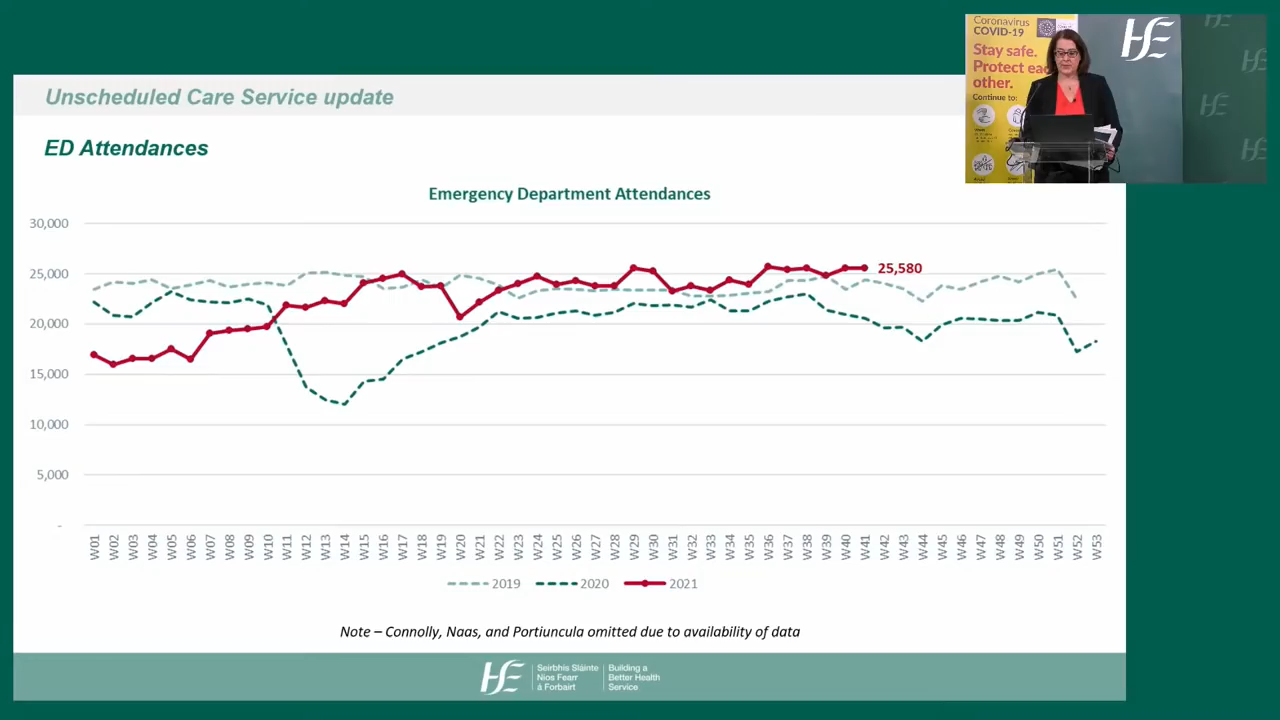 Coronavirus
COVID-19
Stay safe.
Protect each
other.
Continue to:
HSE
Unscheduled Care Service update
ED Attendances
Emergency Department Attendances
30,000
25,000
20,000
15,000
10,000
5,000
-
25,580
W01 W02 W03 W04 W05 W06 W07 W08 W09 W10 W11 W12 W13 W14 W15 W16 W17 W18 W19 W20 W21 W22 W23 W24 W25 W26 W27 W28 W29 W30 W31 W32 W33 W34 W35 W36 W37 W38 W39 W40 W41 W42 W43 W44 W45 W46 W47 W48 W49 W50 W51 W52 W53
2019 2020 2021
Note – Connolly, Naas, and Portiuncula omitted due to availability of data
HSE
Seirbhís Sláinte
Níos Fearr
á Forbairt
Building a
Better Health
Service